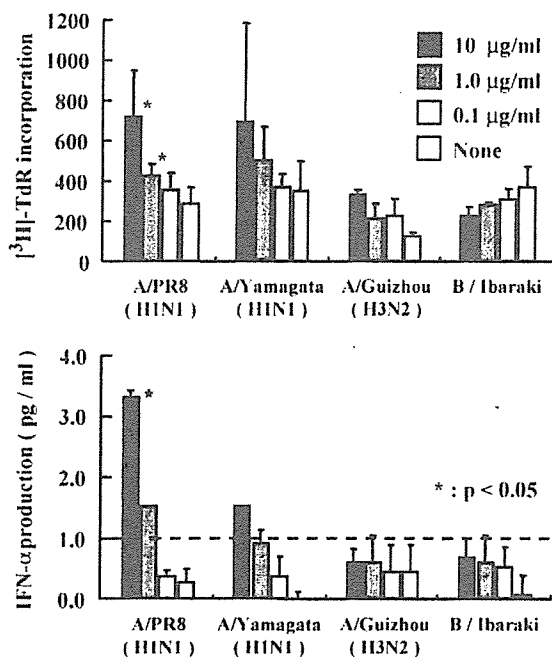 [³H]-TdR incorporation
1200
1000
800
600
400
200
0
*
*
10 µg/ml
1.0 µg/ml
0.1 µg/ml
None
A/PR8 A/Yamagata A/Guizhou B / Ibaraki
( H1N1 ) ( H1N1 ) ( H3N2 )
IFN-α production ( pg / ml )
4.0
3.0
2.0
1.0
0.0
*
* : p < 0.05
A/PR8 A/Yamagata A/Guizhou B / Ibaraki
(H1N1 ) ( H1N1 ) ( H3N2 )